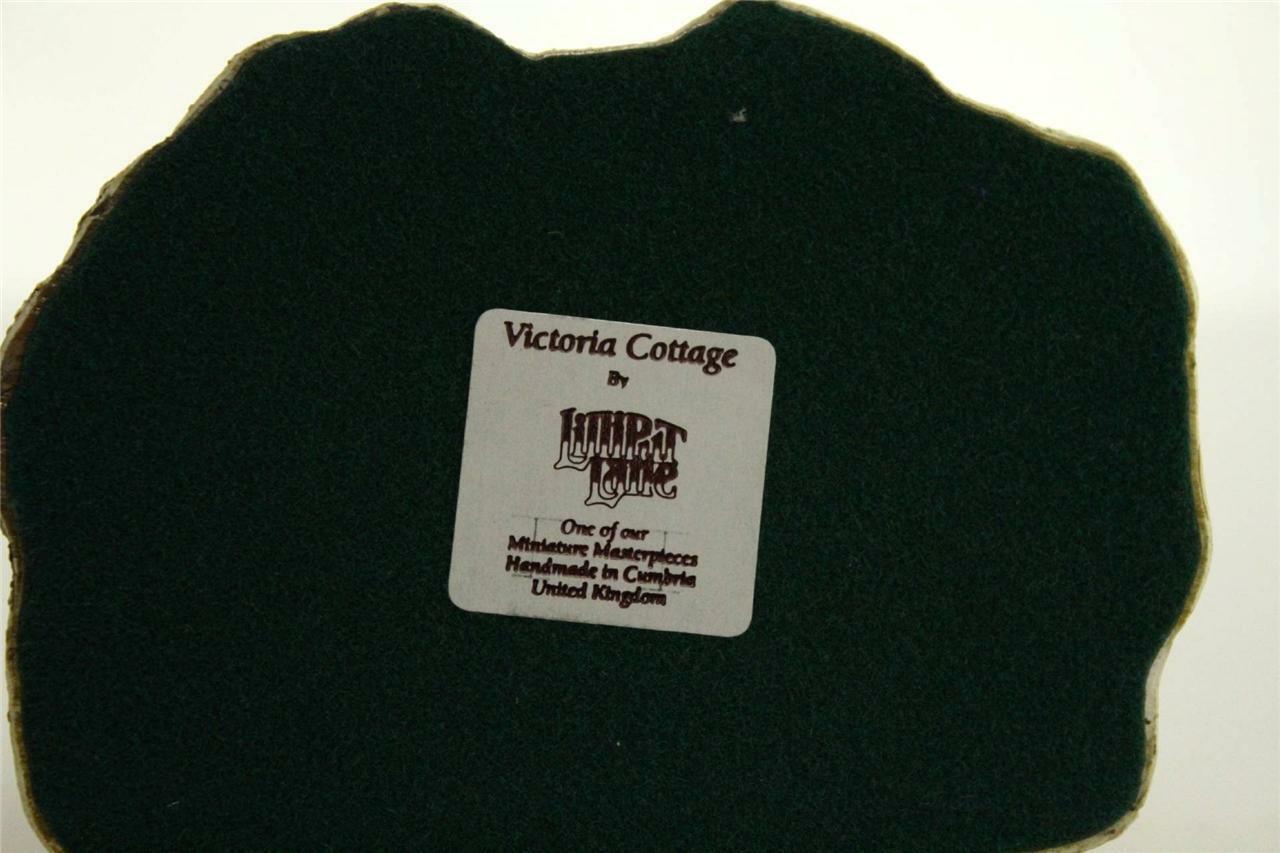 Victoria Cottage
By
LILLIPUT
LANE
One of our
Miniature Masterpieces
Handmade in Cumbria
United Kingdom